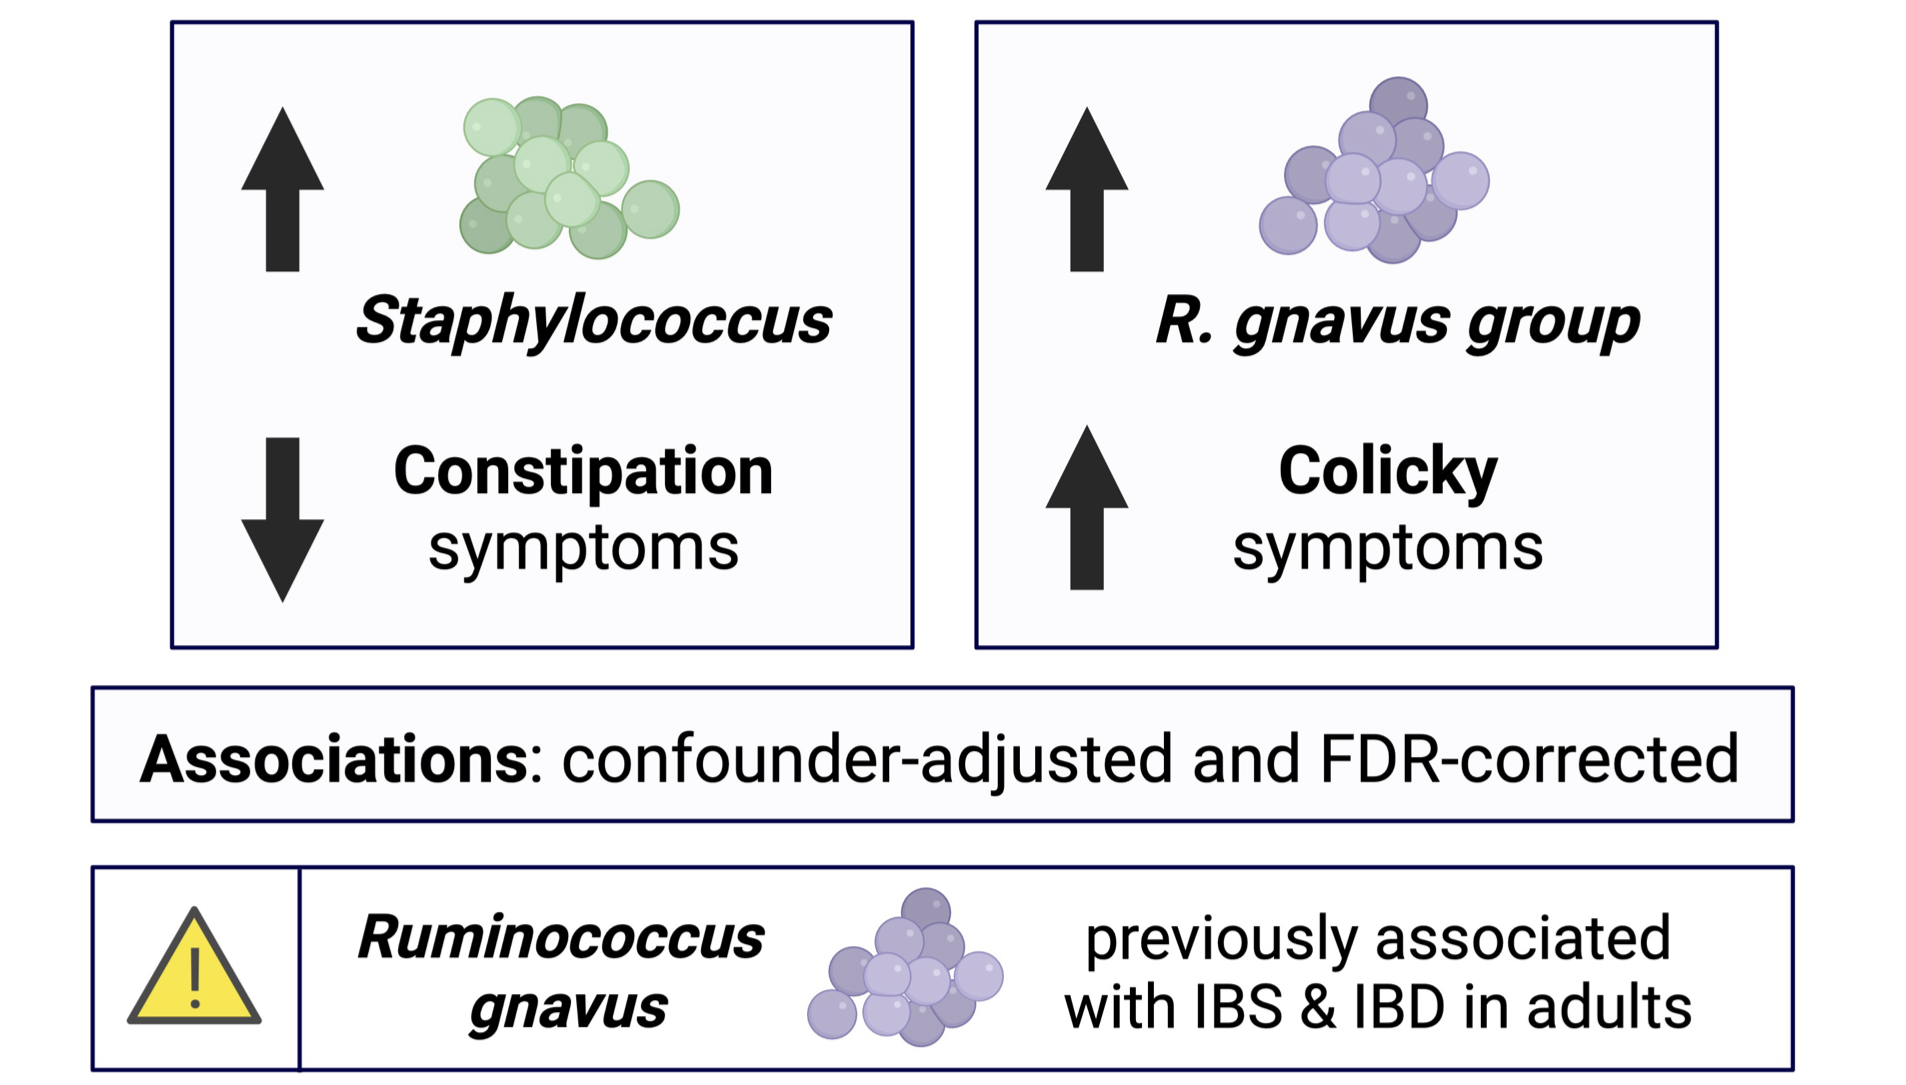 Staphylococcus
Constipation
symptoms
R. gnavus group
Colicky
symptoms
Associations: confounder-adjusted and FDR-corrected
!
Ruminococcus
gnavus
previously associated
with IBS & IBD in adults